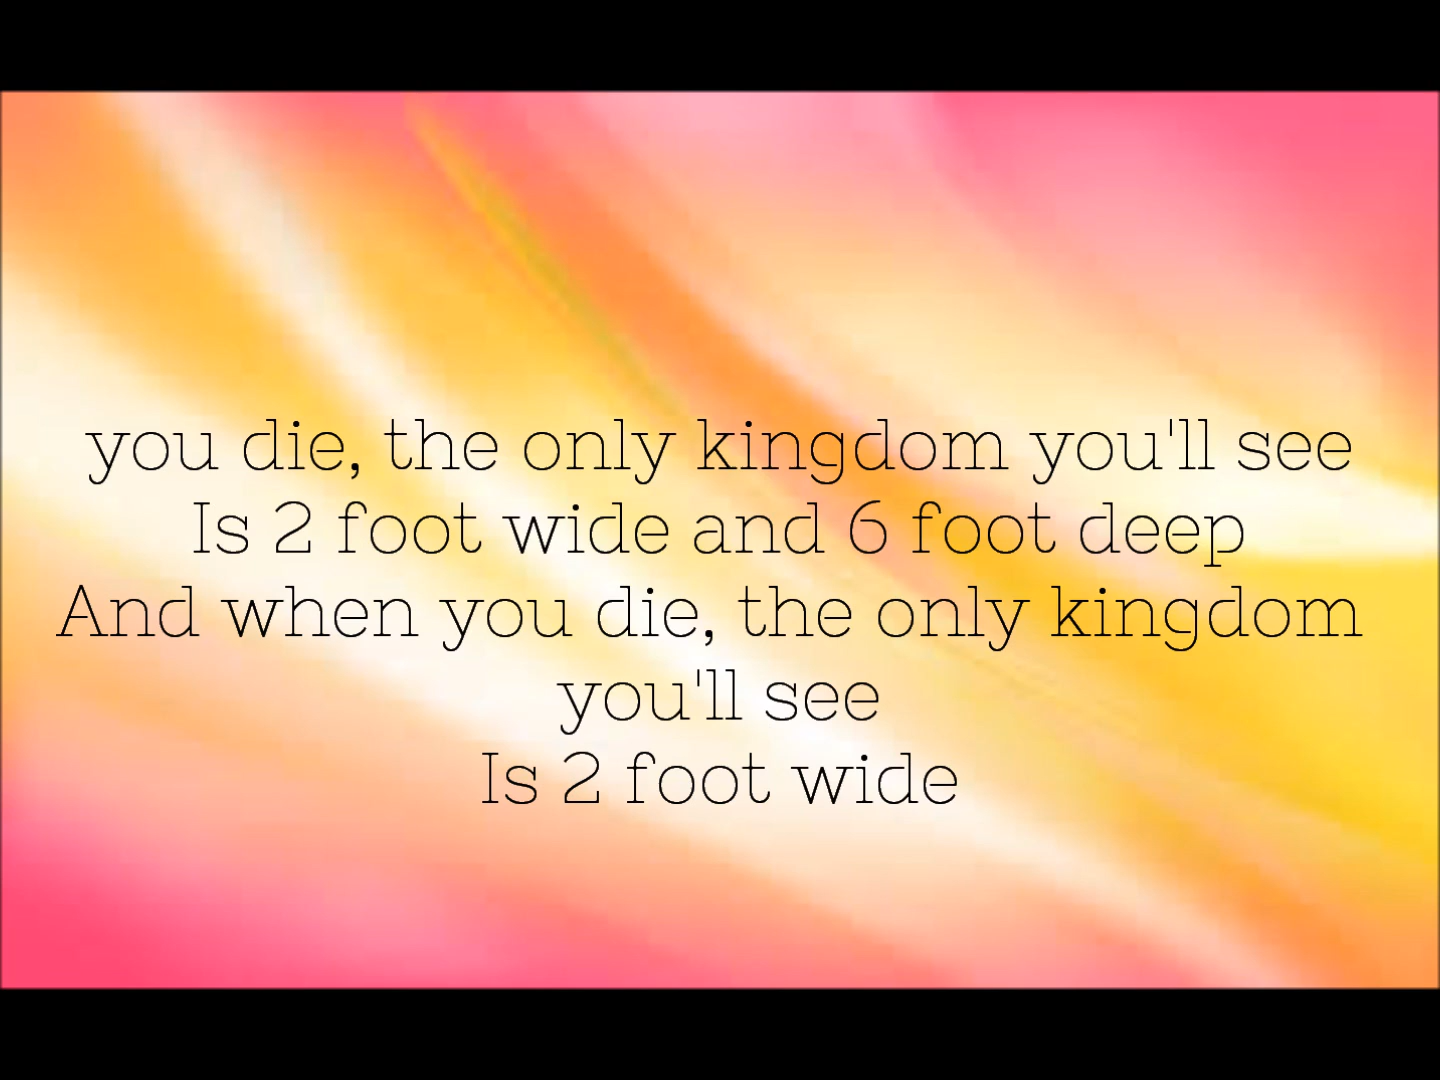 you die, the only kingdom you'll see
Is 2 foot wide and 6 foot deep
And when you die, the only kingdom
you'll see
Is 2 foot wide